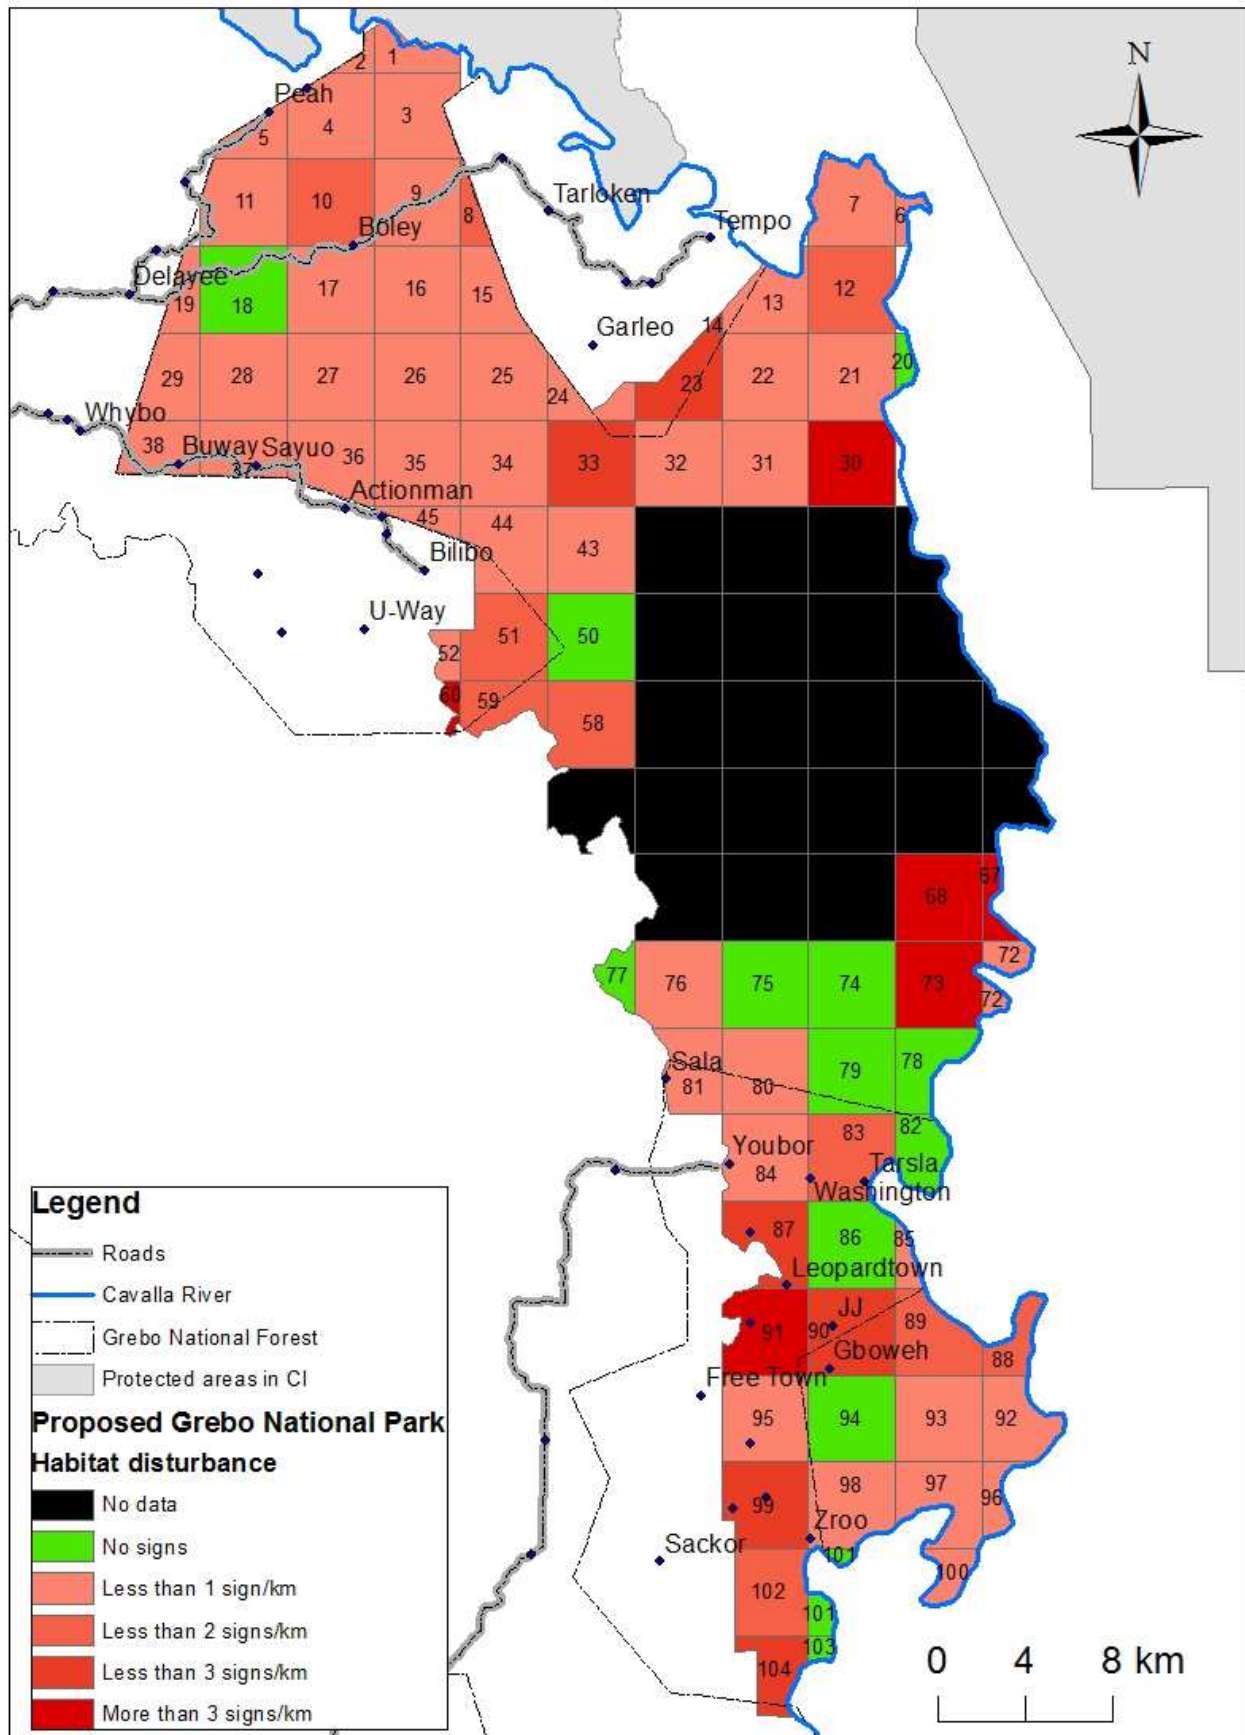 N
2 1
Peah
5 4 3
Tarloken
11 10 9 8 7 6
Boley Tempo
Delayee
19 18 17 16 15 13 12
Garleo 14
29 28 27 26 25 24 23 22 21 20
Whybo
38 Buway 37 Sayuo 36 35 34 33 32 31 30
Actionman
45 44 43
Bilibo
U-Way
52 51 50
60 59 58
68 67
77 76 75 74 73 72
72
Sala
81 80 79 78
Youbor 83 82
84 Tarsla
Washington
87 86 85
Leopardtown
91 90 JJ 89 88
Gboweh
Free Town
95 94 93 92
99 98 97 96
Zroo
Sackor 101 100
102 101
103
104
0 4 8 km
Legend
Roads
Cavalla River
Grebo National Forest
Protected areas in CI
Proposed Grebo National Park
Habitat disturbance
No data
No signs
Less than 1 sign/km
Less than 2 signs/km
Less than 3 signs/km
More than 3 signs/km